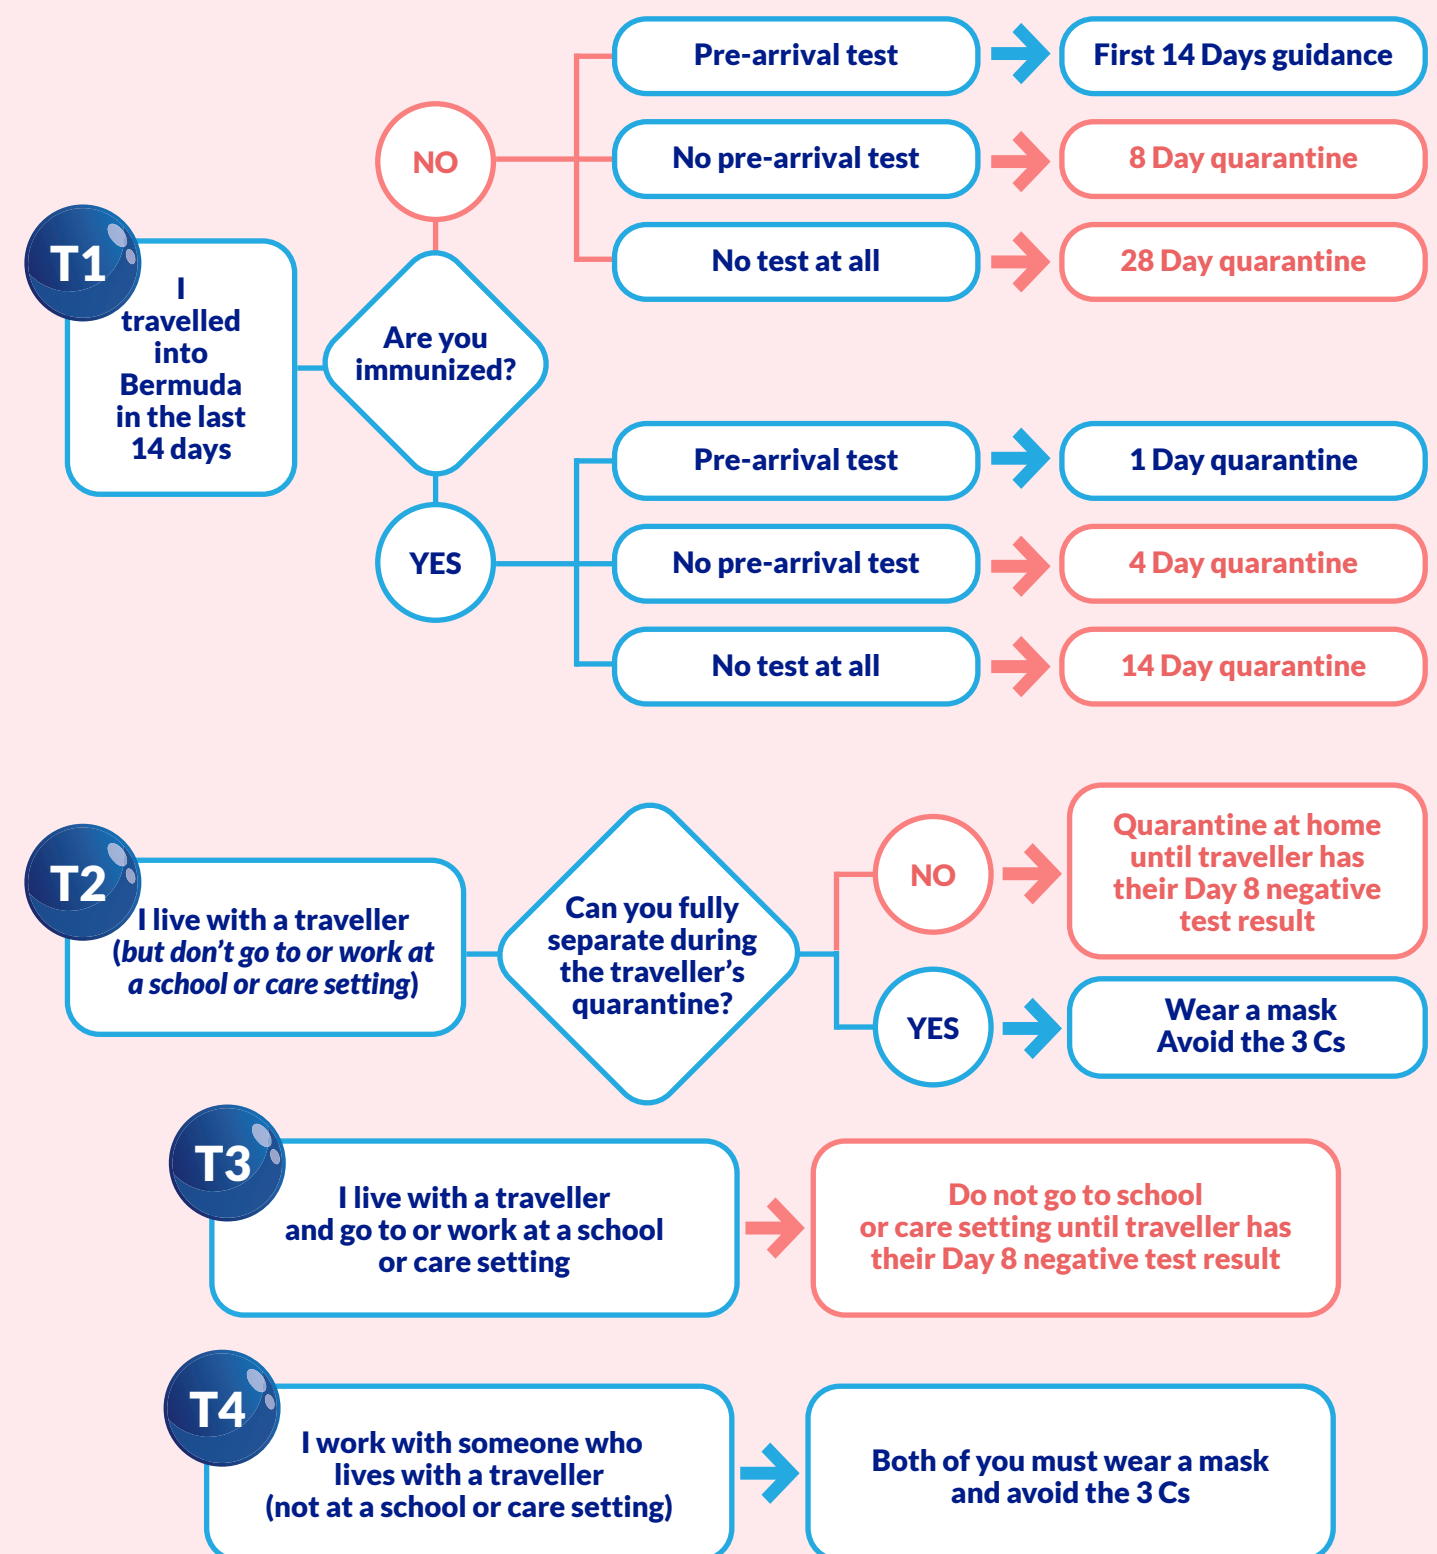 T1
I
travelled
into
Bermuda
in the last
14 days
Are you
immunized?
NO
Pre-arrival test
First 14 Days guidance
No pre-arrival test
8 Day quarantine
No test at all
28 Day quarantine
YES
Pre-arrival test
1 Day quarantine
No pre-arrival test
4 Day quarantine
No test at all
14 Day quarantine
T2
I live with a traveller
(but don't go to or work at
a school or care setting)
Can you fully
separate during
the traveller's
quarantine?
NO
Quarantine at home
until traveller has
their Day 8 negative
test result
YES
Wear a mask
Avoid the 3 Cs
T3
I live with a traveller
and go to or work at a school
or care setting
Do not go to school
or care setting until traveller has
their Day 8 negative test result
T4
I work with someone who
lives with a traveller
(not at a school or care setting)
Both of you must wear a mask
and avoid the 3 Cs